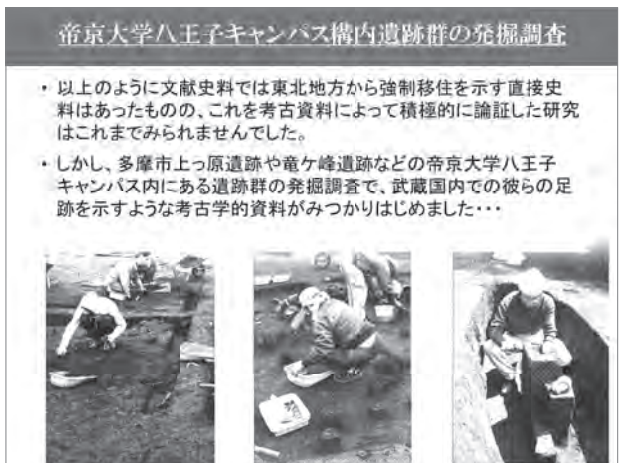 帝京大学八王子キャンパス構内遺跡群の発掘調査
・以上のように文献史料では東北地方から強制移住を示す直接史
料はあったものの、これを考古資料によって積極的に論証した研究
はこれまでみられませんでした。
・しかし、多摩市上っ原遺跡や竜ケ峰遺跡などの帝京大学八王子
キャンパス内にある遺跡群の発掘調査で、武蔵国内での彼らの足
跡を示すような考古学的資料がみつかりはじめました・・・